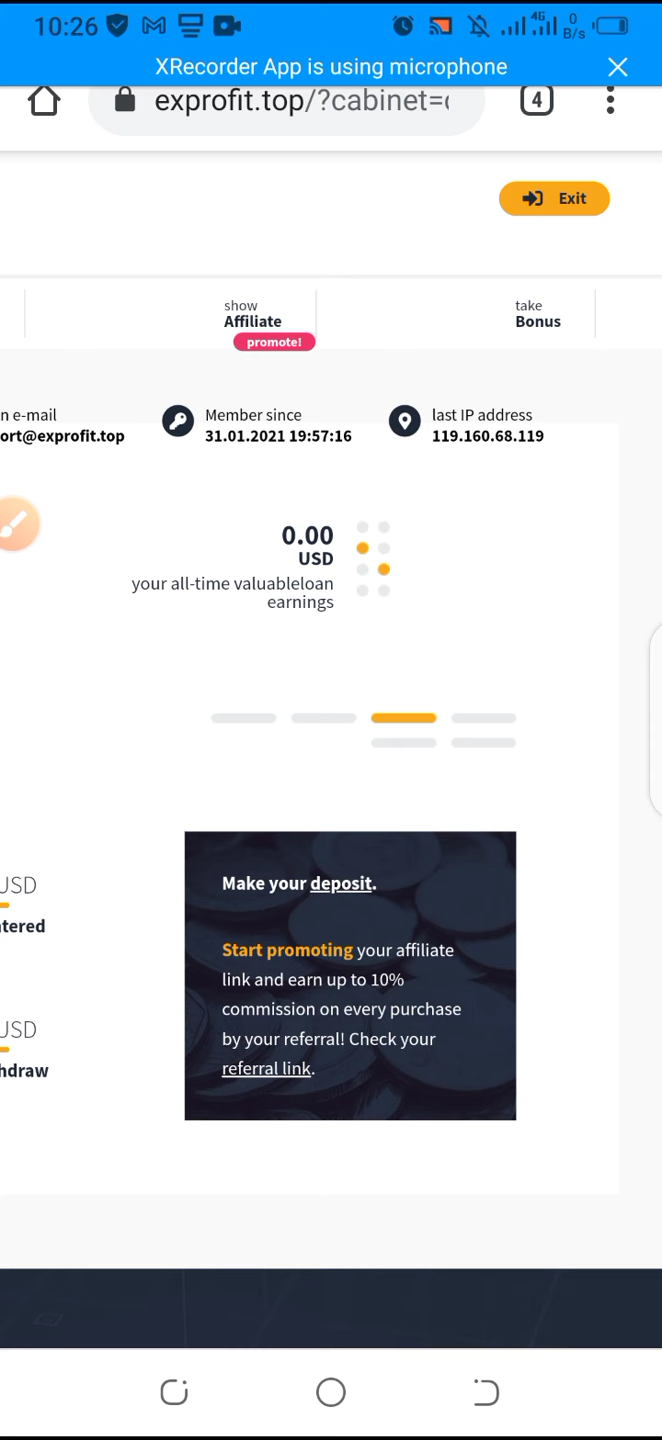 10:26
46
0
B/s
XRecorder App is using microphone
exprofit.top/?cabinet=
4
Exit
show
Affiliate
promote!
take
Bonus
n e-mail
ort@exprofit.top
Member since
31.01.2021 19:57:16
last IP address
119.160.68.119
0.00
USD
your all-time valuableloan
earnings
USD
tered
USD
hdraw
Make your deposit.
Start promoting your affiliate
link and earn up to 10%
commission on every purchase
by your referral! Check your
referral link.